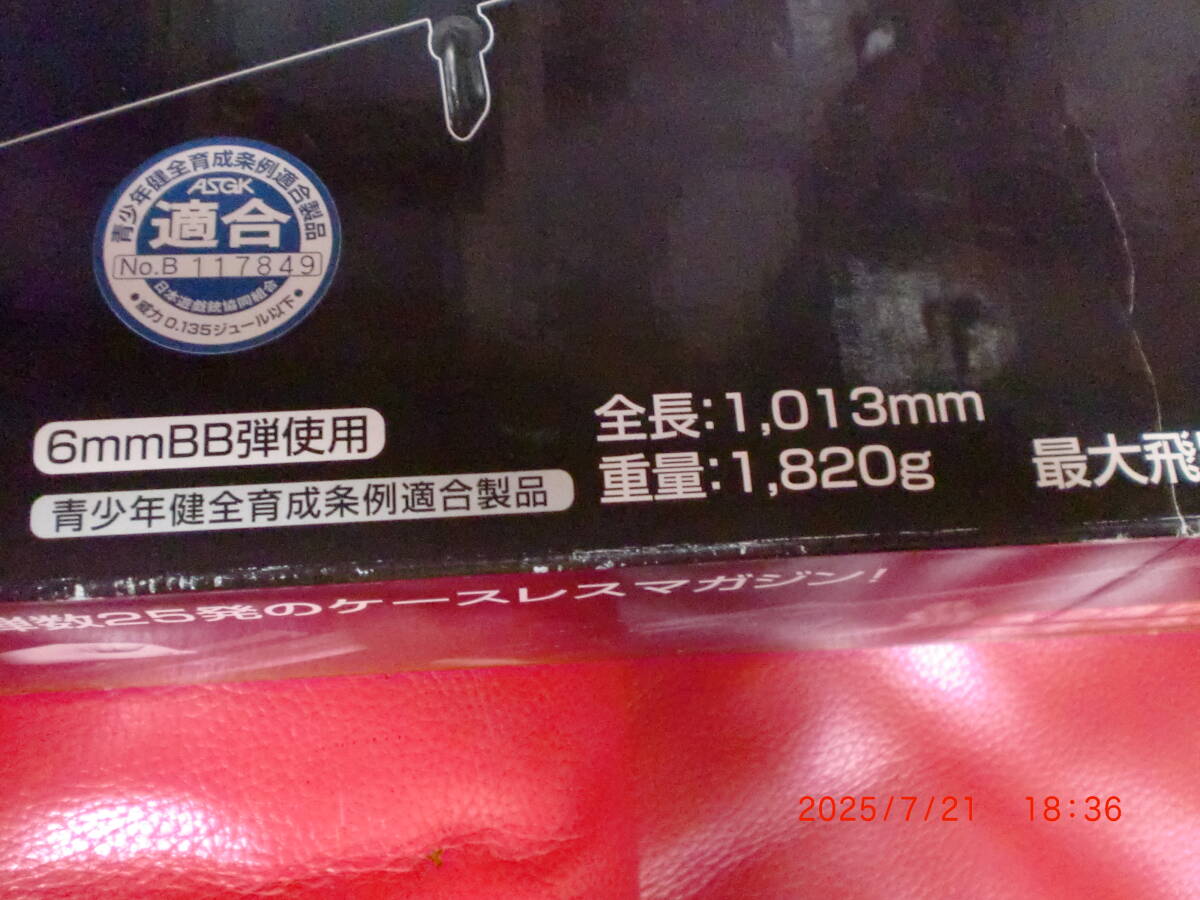 青少年健全育成条例適合製品
ASGK
適合
No.B 117849
日本遊戯銃協同組合
●威力0.135ジュール以下●
6mmBB弾使用
青少年健全育成条例適合製品
全長:1,013mm
重量:1,820g
最大飛
弾数25発のケースレスマガジン!
2025/7/21 18:36